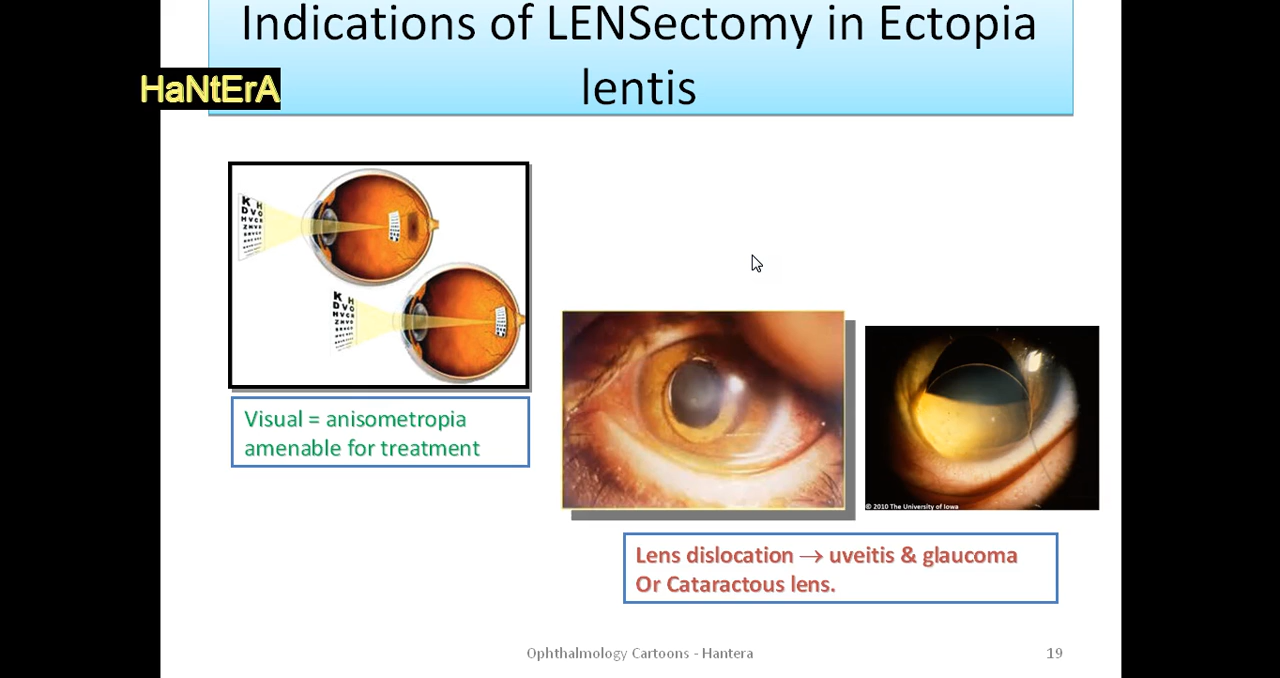 Indications of LENSectomy in Ectopia
lentis
HaNtErA
Visual = anisometropia
amenable for treatment
© 2010 The University of Iowa
Lens dislocation → uveitis & glaucoma
Or Cataractous lens.
Ophthalmology Cartoons - Hantera
19